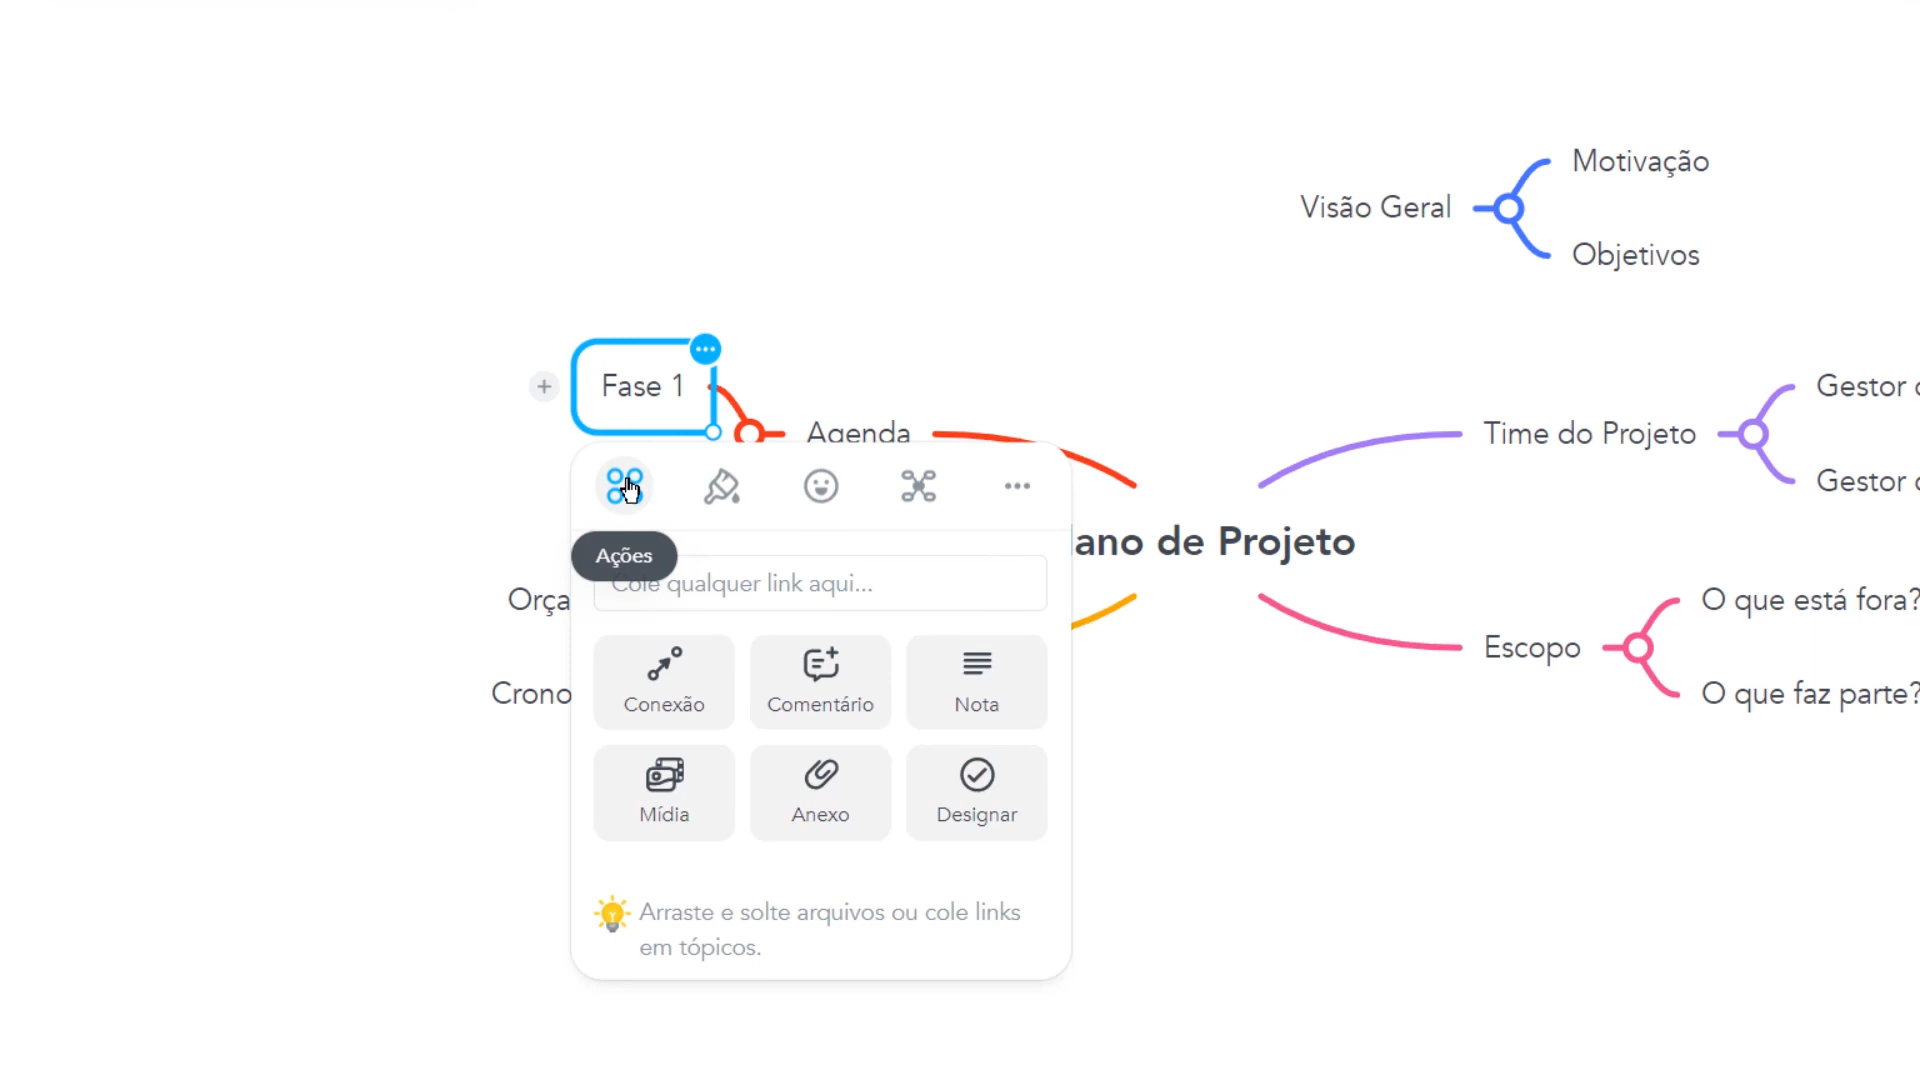 Motivação
Visão Geral
Objetivos
Fase 1
Agenda
Time do Projeto
Gestor
Gestor
Ações
Cole qualquer link aqui...
lano de Projeto
Orça
Crono
Escopo
O que está fora?
O que faz parte?
Conexão
Comentário
Nota
Mídia
Anexo
Designar
Arraste e solte arquivos ou cole links
em tópicos.